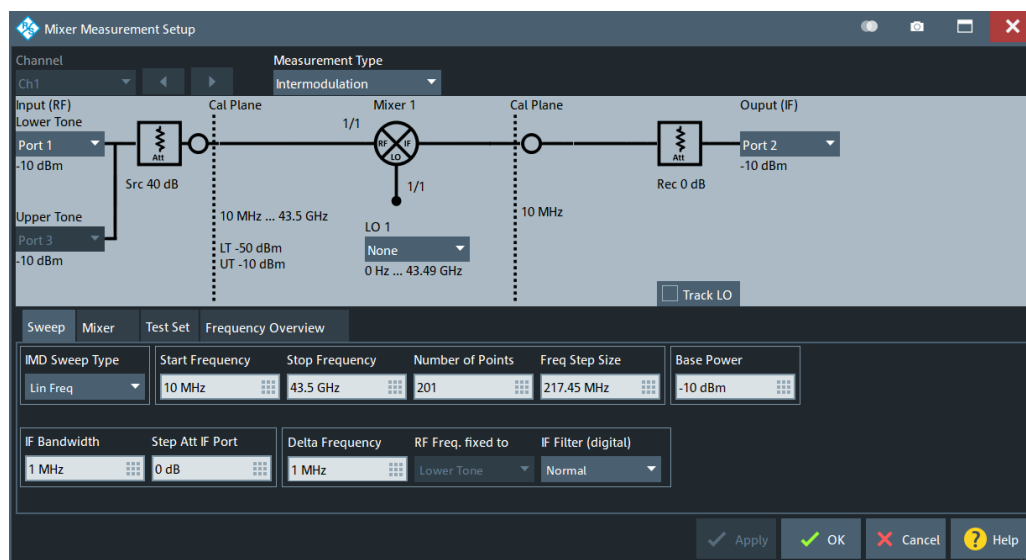 Mixer Measurement Setup
Channel
Measurement Type
Ch1
Intermodulation
Input (RF)
Cal Plane
Mixer 1
Cal Plane
Ouput (IF)
Lower Tone
1/1
Port 1
RF
IF
LO
Port 2
Att
Att
-10 dBm
-10 dBm
Src 40 dB
1/1
Rec 0 dB
Upper Tone
10 MHz ... 43.5 GHz
LO 1
10 MHz
Port 3
LT -50 dBm
None
-10 dBm
UT -10 dBm
0 Hz ... 43.49 GHz
Track LO
Sweep
Mixer
Test Set
Frequency Overview
IMD Sweep Type
Start Frequency
Stop Frequency
Number of Points
Freq Step Size
Base Power
Lin Freq
10 MHz
43.5 GHz
201
217.45 MHz
-10 dBm
IF Bandwidth
Step Att IF Port
Delta Frequency
RF Freq. fixed to
IF Filter (digital)
1 MHz
0 dB
1 MHz
Lower Tone
Normal
Apply
OK
Cancel
? Help